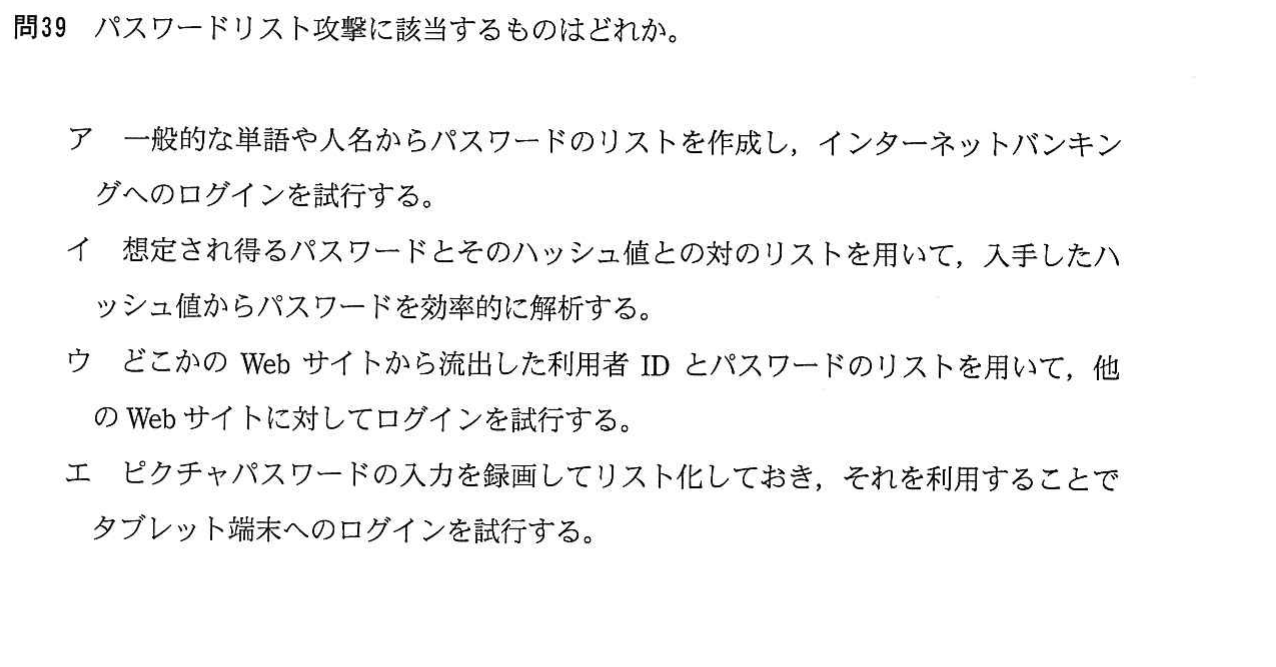 問39　パスワードリスト攻撃に該当するものはどれか。
ア　一般的な単語や人名からパスワードのリストを作成し，インターネットバンキン
グへのログインを試行する。
イ　想定され得るパスワードとそのハッシュ値との対のリストを用いて，入手したハ
ッシュ値からパスワードを効率的に解析する。
ウ　どこかの Web サイトから流出した利用者 ID とパスワードのリストを用いて，他
の Web サイトに対してログインを試行する。
エ　ピクチャパスワードの入力を録画してリスト化しておき，それを利用することで
タブレット端末へのログインを試行する。